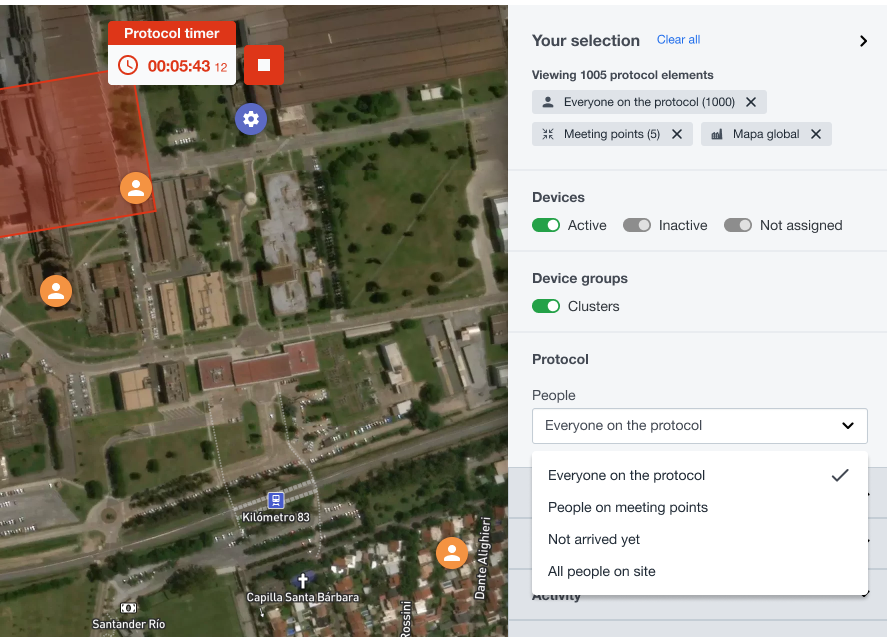 Protocol timer
00:05:43 12
Kilómetro 83
Dante Alighieri
Capilla Santa Bárbara
Rossini
Santander Río
Your selection Clear all
Viewing 1005 protocol elements
Everyone on the protocol (1000)
Meeting points (5) Mapa global
Devices
Active Inactive Not assigned
Device groups
Clusters
Protocol
People
Everyone on the protocol
Everyone on the protocol
People on meeting points
Not arrived yet
All people on site
Activity